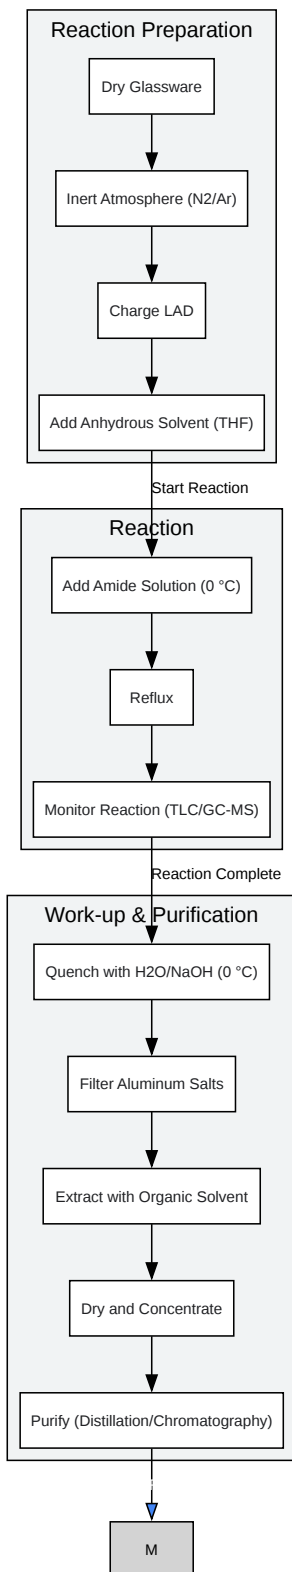 Reaction Preparation
Dry Glassware
Inert Atmosphere (N2/Ar)
Charge LAD
Add Anhydrous Solvent (THF)
Start Reaction
Reaction
Add Amide Solution (0 °C)
Reflux
Monitor Reaction (TLC/GC-MS)
Reaction Complete
Work-up & Purification
Quench with H2O/NaOH (0 °C)
Filter Aluminum Salts
Extract with Organic Solvent
Dry and Concentrate
Purify (Distillation/Chromatography)
M